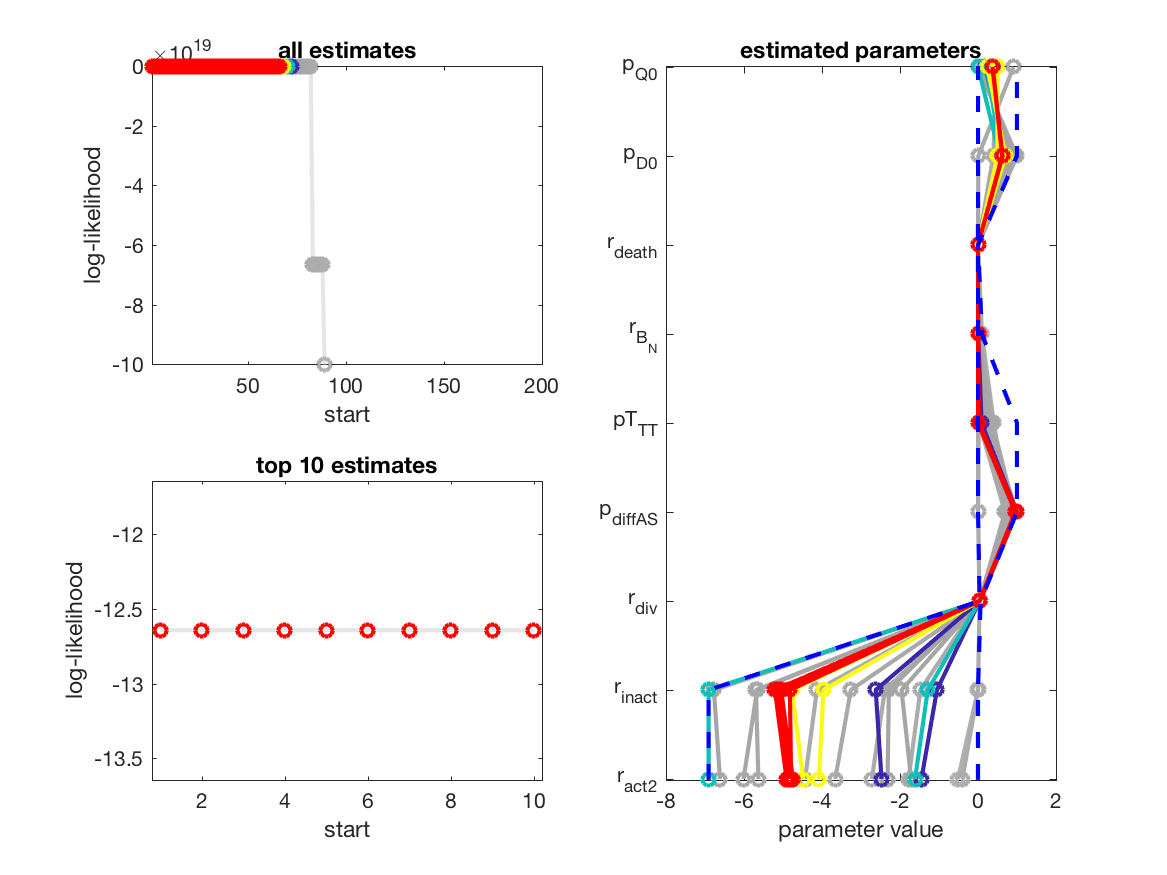 ×10^19
all estimates
0
-2
-4
-6
-8
-10
log-likelihood
50
100
150
200
start
top 10 estimates
-12
-12.5
-13
-13.5
log-likelihood
2
4
6
8
10
start
estimated parameters
p_Q0
p_D0
r_death
r_B_N
pT_TT
p_diffAS
r_div
r_inact
r_act2
-8
-6
-4
-2
0
2
parameter value